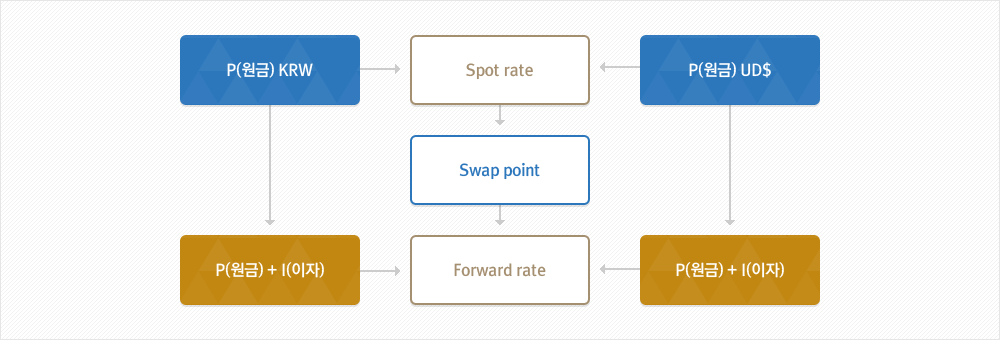 P(원금) KRW
Spot rate
P(원금) UD$
Swap point
P(원금) + I(이자)
Forward rate
P(원금) + I(이자)